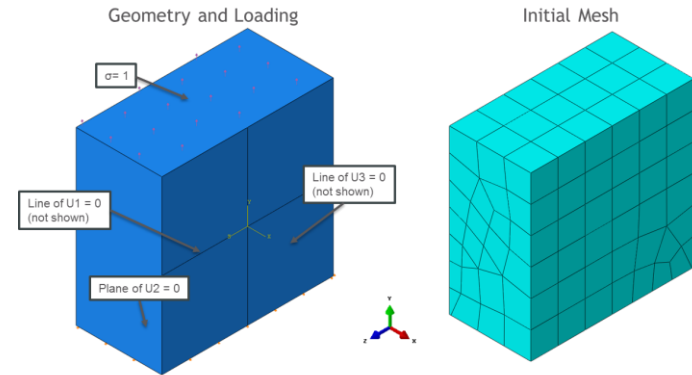 Geometry and Loading
Initial Mesh
σ= 1
Line of U1 = 0
(not shown)
Line of U3 = 0
(not shown)
Plane of U2 = 0
Y
Z
X